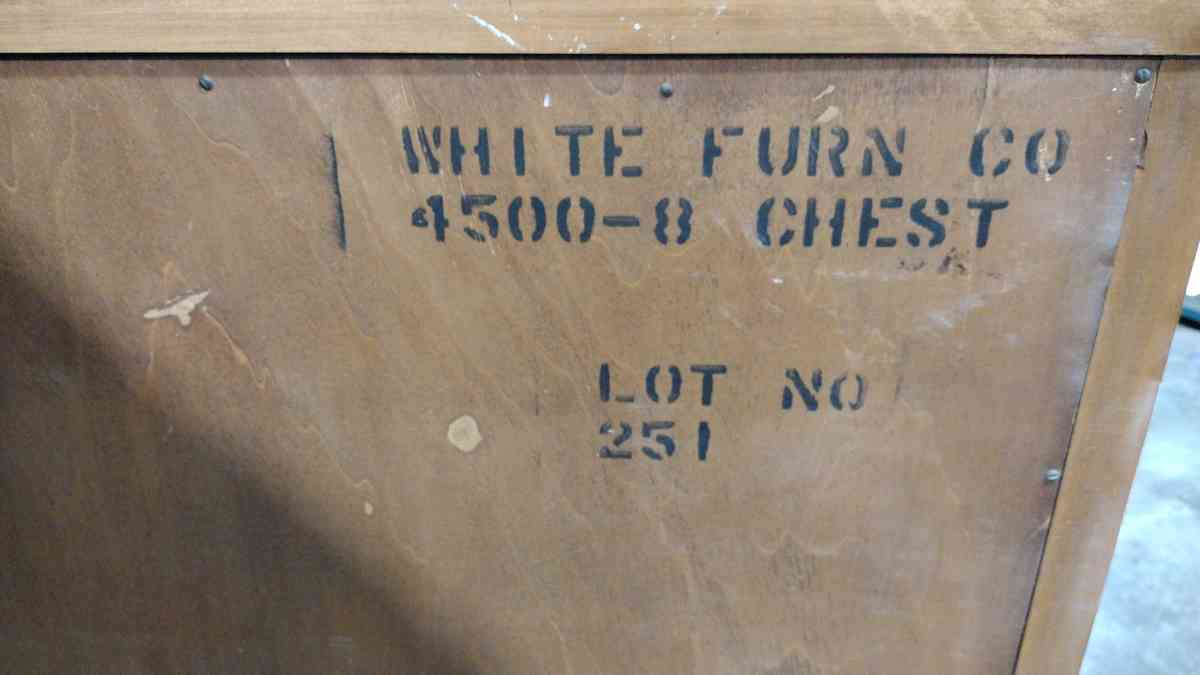 WHITE FURN CO
4500-8 CHEST
LOT NO
251